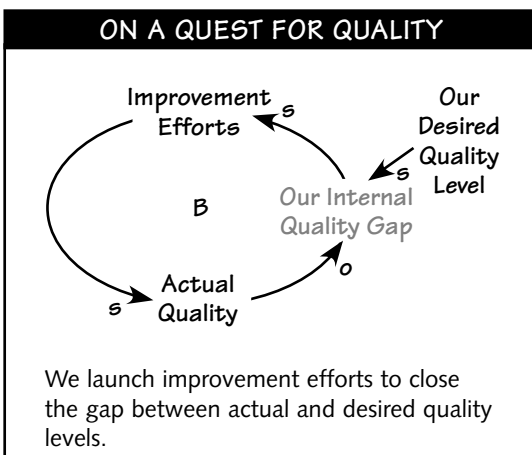 ON A QUEST FOR QUALITY
Improvement
Efforts
s
Our
Desired
Quality
Level
s
B
Our Internal
Quality Gap
o
Actual
Quality
s
We launch improvement efforts to close
the gap between actual and desired quality
levels.